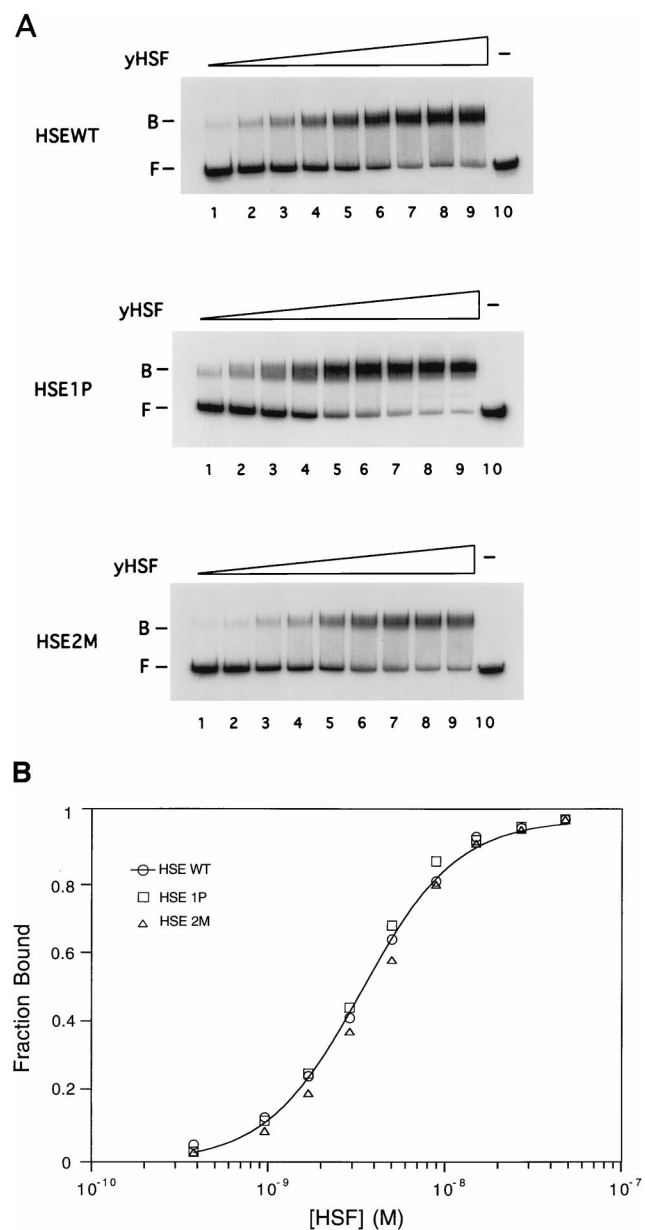 A
yHSF
–
HSEWT
B –
F –
1 2 3 4 5 6 7 8 9 10
yHSF
–
HSE1P
B –
F –
1 2 3 4 5 6 7 8 9 10
yHSF
–
HSE2M
B –
F –
1 2 3 4 5 6 7 8 9 10
B
Fraction Bound
1
0.8
0.6
0.4
0.2
0
HSE WT
HSE 1P
HSE 2M
10⁻¹⁰ 10⁻⁹ 10⁻⁸ 10⁻⁷
[HSF] (M)